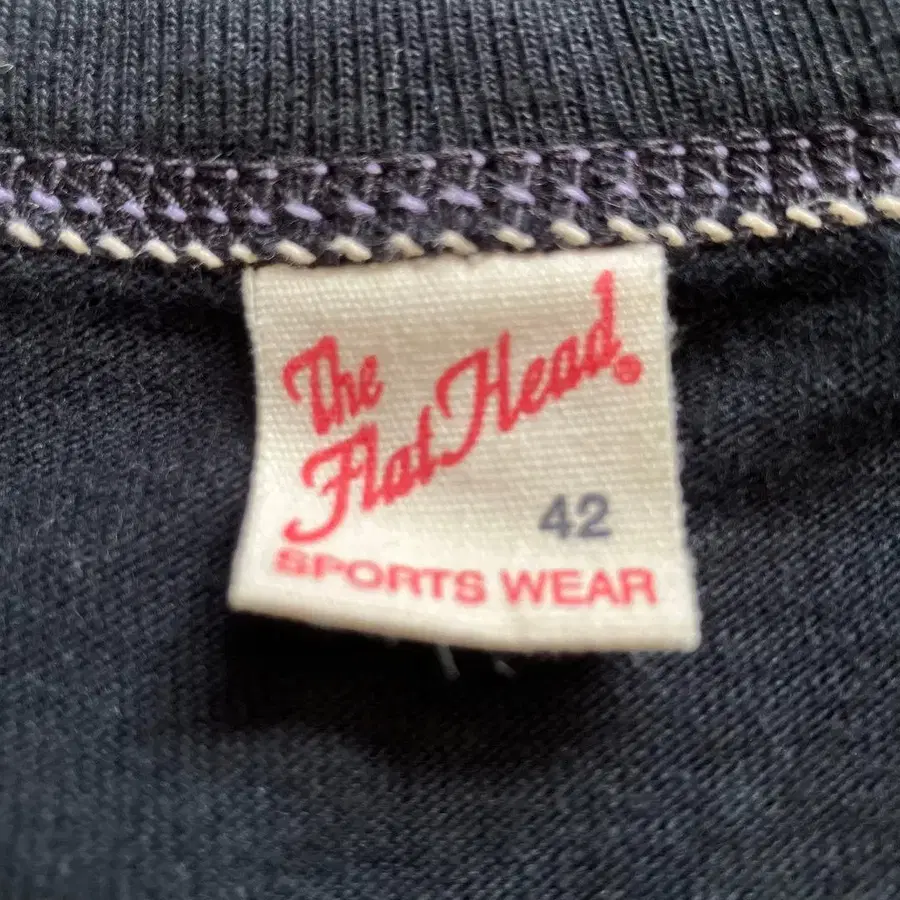 The
Flat Head®
42
SPORTS WEAR